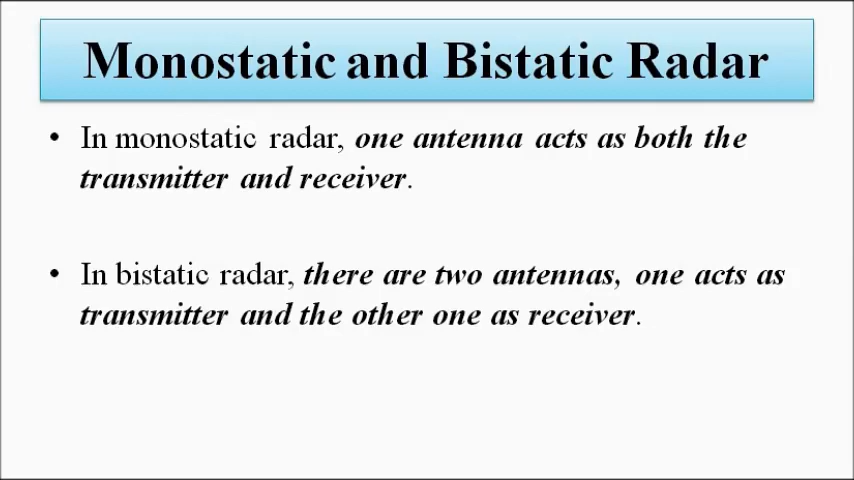 Monostatic and Bistatic Radar
• In monostatic radar, one antenna acts as both the
transmitter and receiver.
• In bistatic radar, there are two antennas, one acts as
transmitter and the other one as receiver.